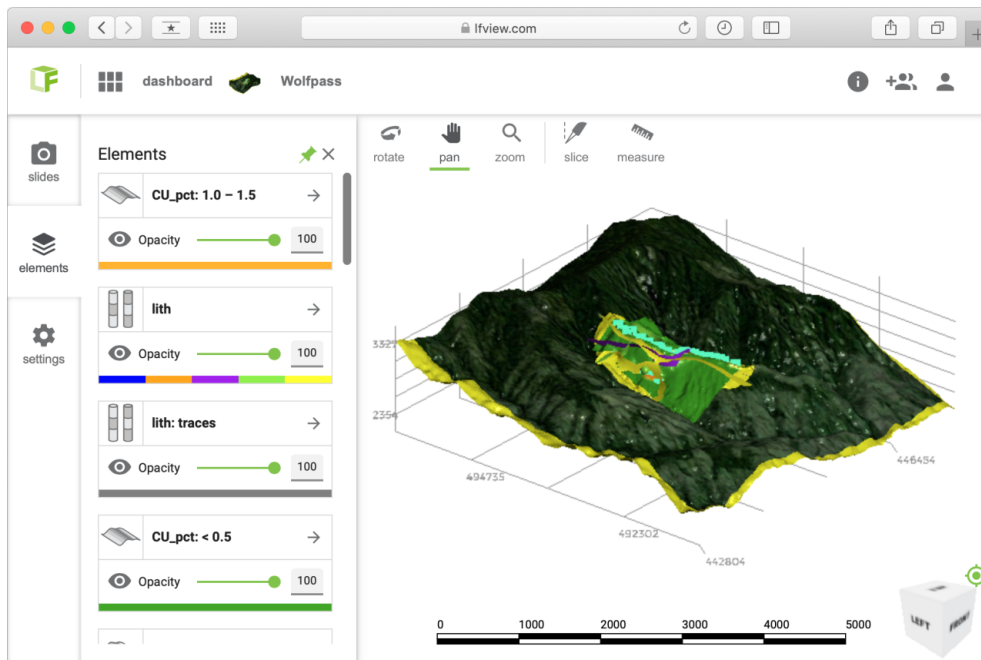 lfview.com
dashboard
Wolfpass
slides
elements
settings
Elements
CU_pct: 1.0 – 1.5
Opacity 100
lith
Opacity 100
lith: traces
Opacity 100
CU_pct: < 0.5
Opacity 100
rotate
pan
zoom
slice
measure
2354
494735
492302
442804
446454
0 1000 2000 3000 4000 5000
LEFT
FRONT